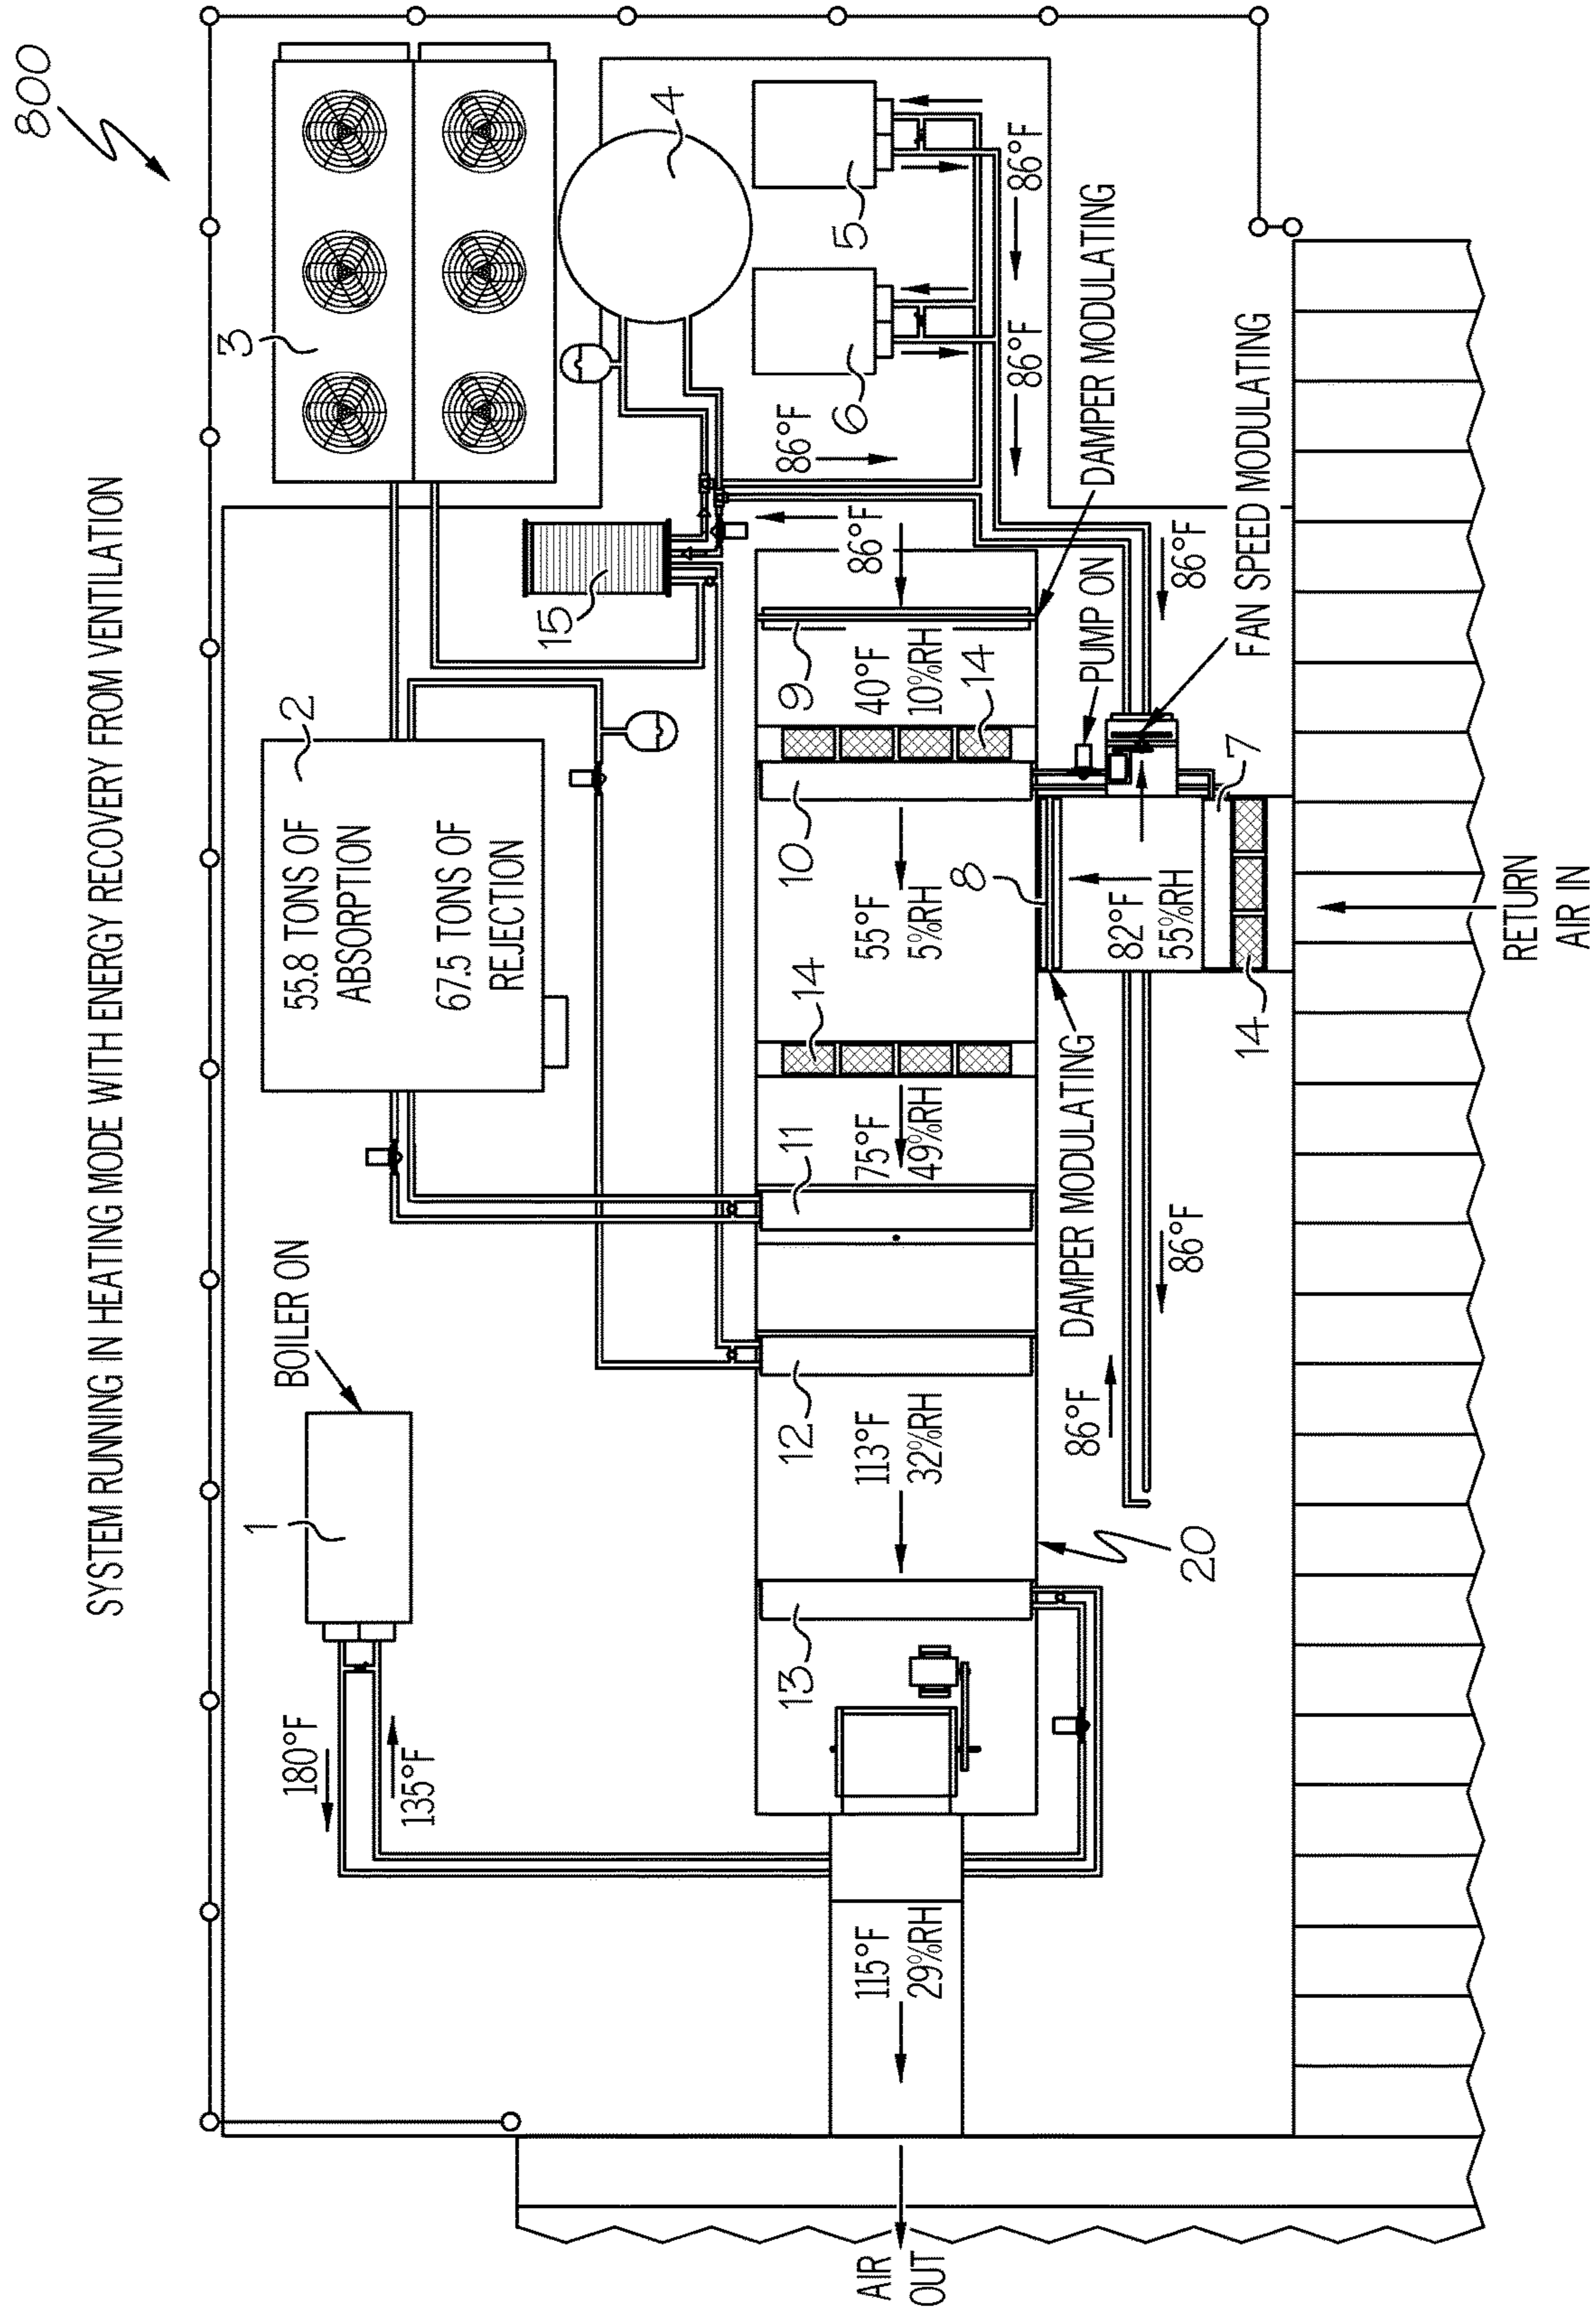 800
SYSTEM RUNNING IN HEATING MODE WITH ENERGY RECOVERY FROM VENTILATION
180°F
135°F
1
BOILER ON
2
55.8 TONS OF
ABSORPTION
67.5 TONS OF
REJECTION
3
15
4
5
6
86°F
86°F
86°F
86°F
86°F
AIR
OUT
115°F
29%RH
13
113°F
32%RH
12
11
75°F
49%RH
14
55°F
5%RH
10
14
40°F
10%RH
9
86°F
DAMPER MODULATING
PUMP ON
FAN SPEED MODULATING
20
86°F
86°F
DAMPER MODULATING
8
82°F
55%RH
7
14
RETURN
AIR IN